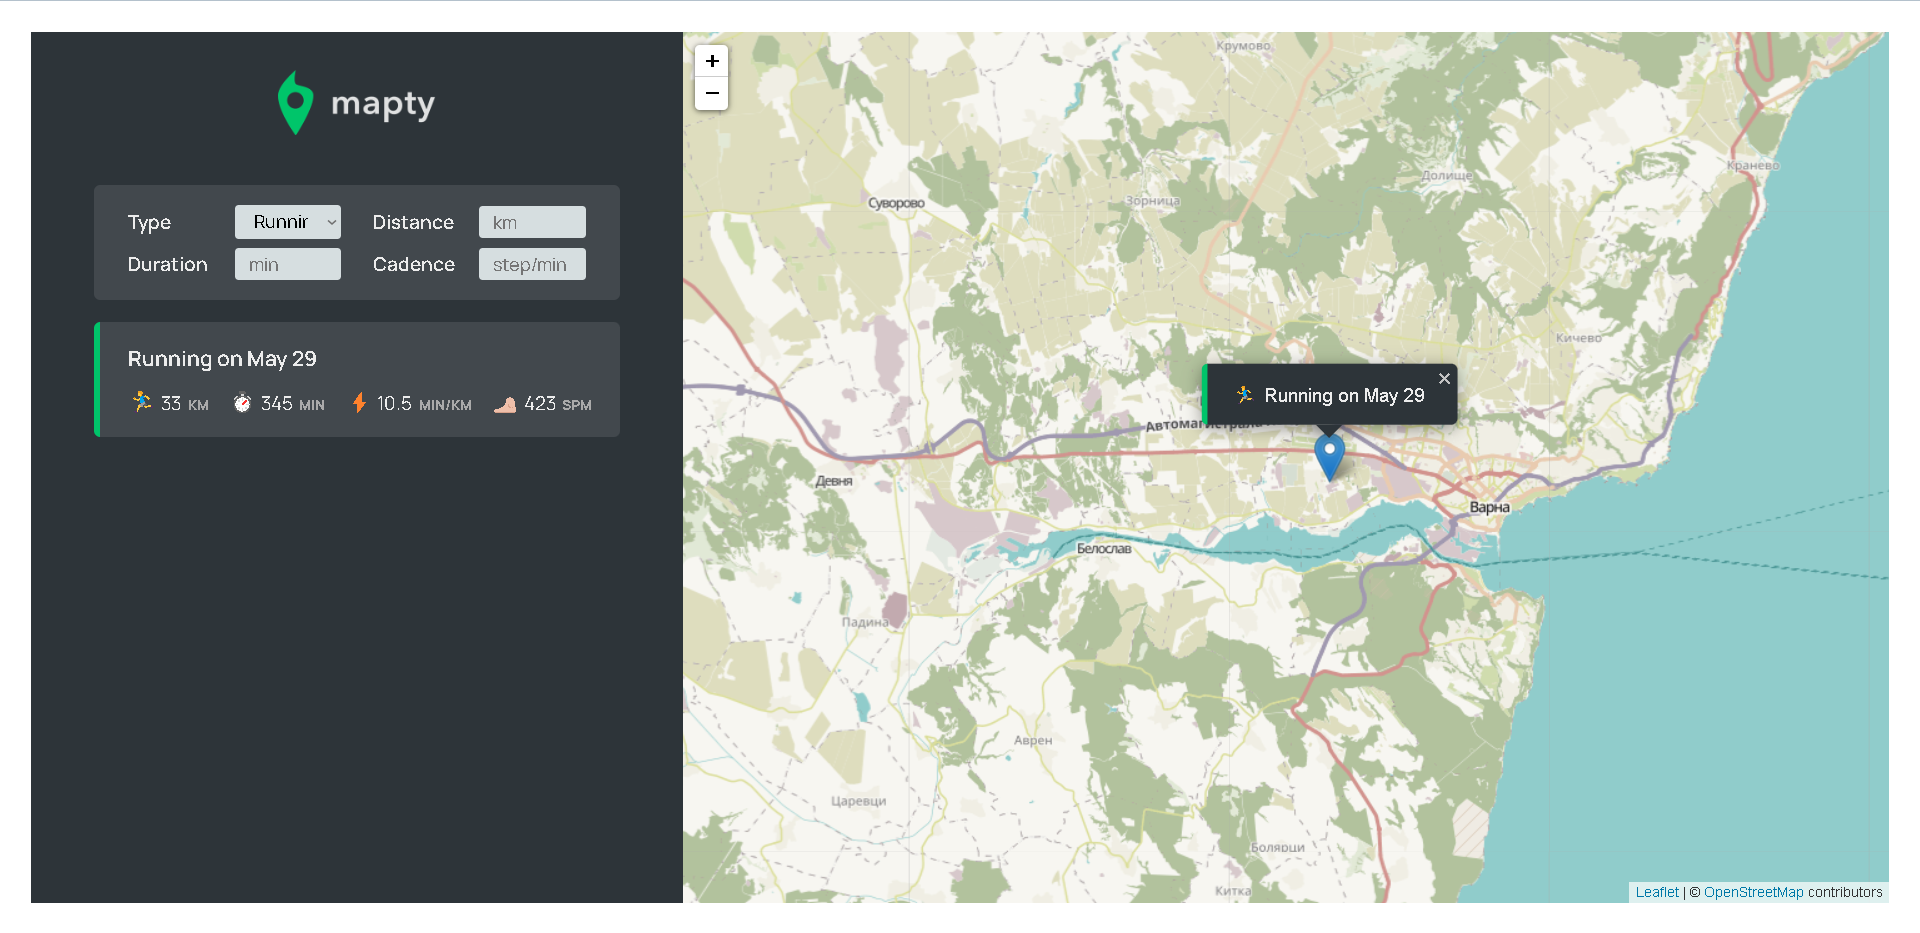 mapty
Type
Runnir
Distance
km
Duration
min
Cadence
step/min
Running on May 29
33 KM
345 MIN
10.5 MIN/KM
423 SPM
+
−
Крумово
Кранево
Долище
Зорница
Суворово
Кичево
Running on May 29
×
Автомагистрала
Девня
Варна
Белослав
Падина
Аврен
Царевци
Болярци
Китка
Leaflet | © OpenStreetMap contributors